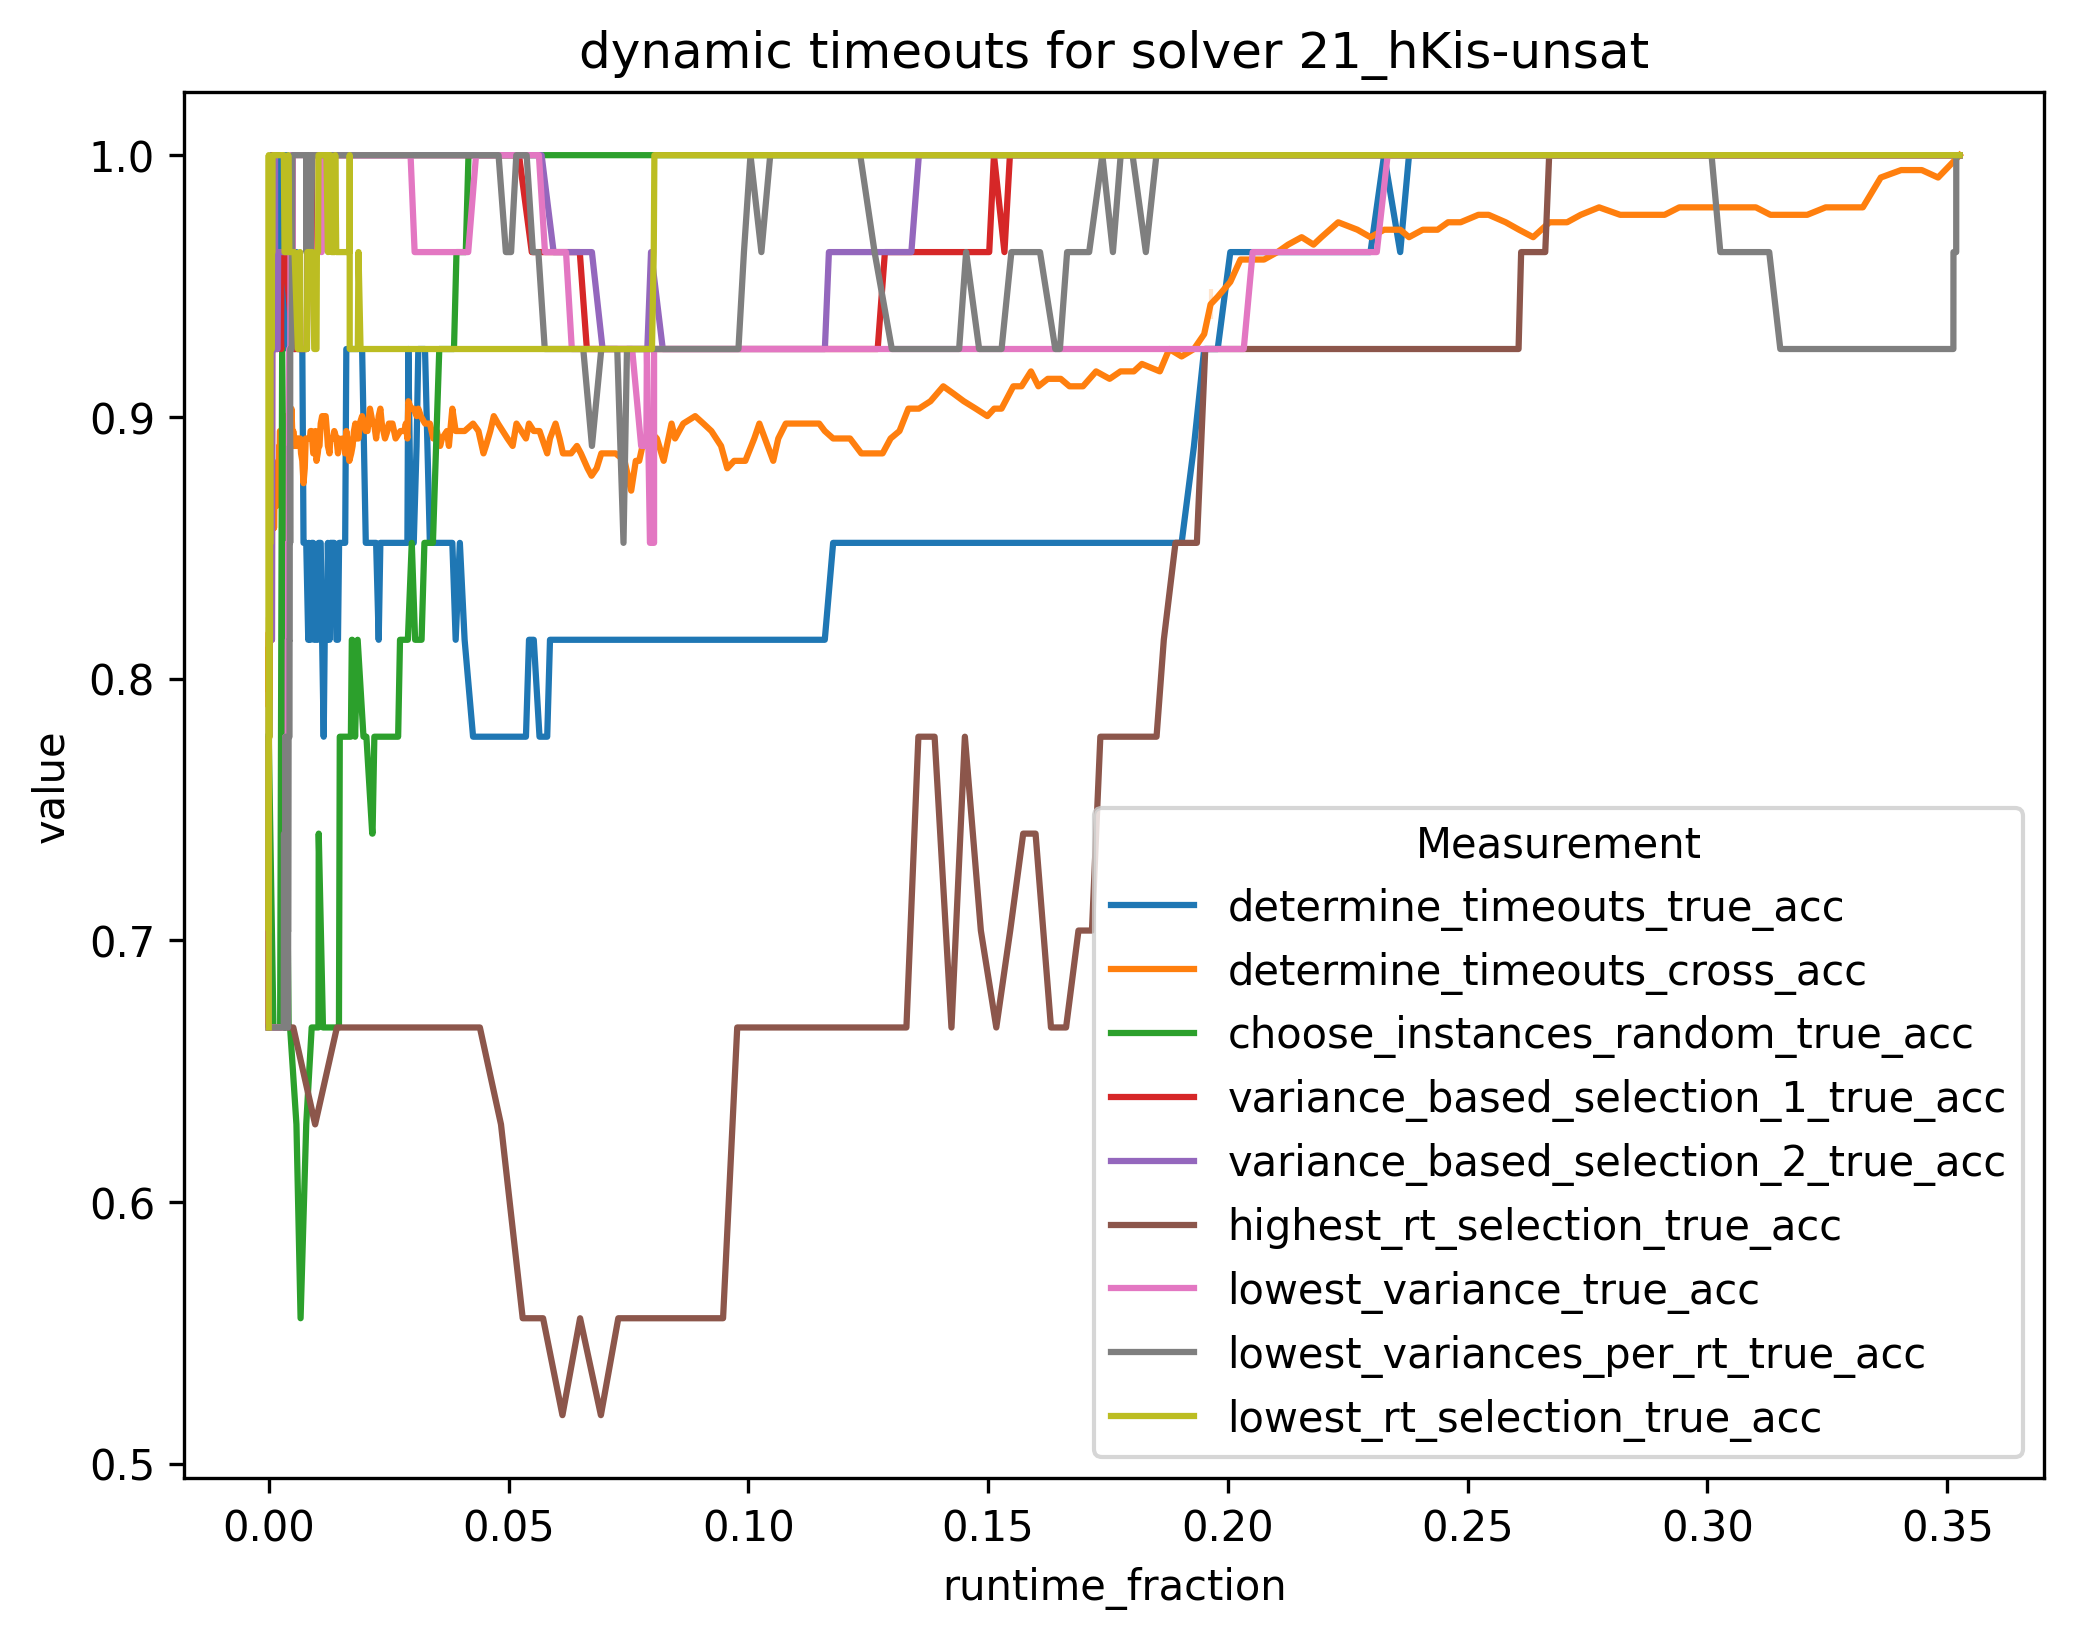 dynamic timeouts for solver 21_hKis-unsat
1.0
0.9
0.8
0.7
0.6
0.5
value
0.00 0.05 0.10 0.15 0.20 0.25 0.30 0.35
runtime_fraction
Measurement
determine_timeouts_true_acc
determine_timeouts_cross_acc
choose_instances_random_true_acc
variance_based_selection_1_true_acc
variance_based_selection_2_true_acc
highest_rt_selection_true_acc
lowest_variance_true_acc
lowest_variances_per_rt_true_acc
lowest_rt_selection_true_acc